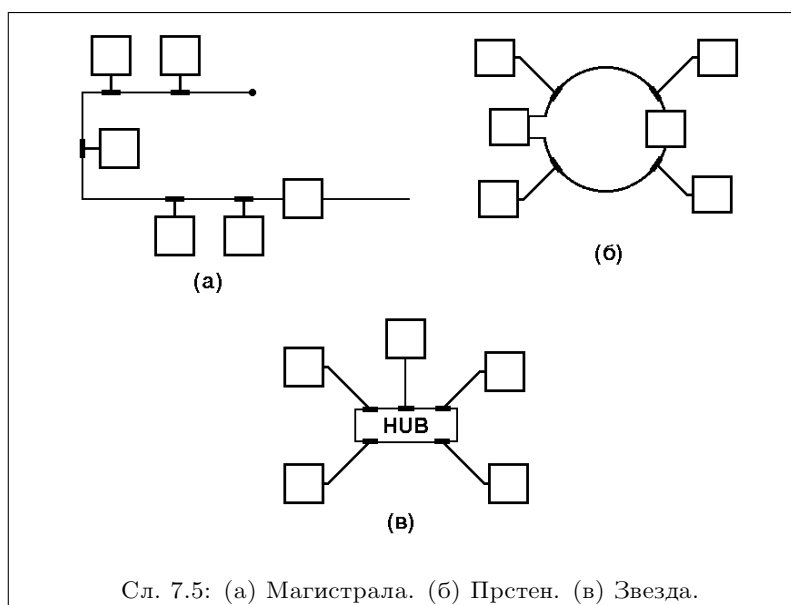 (а)
(б)
HUB
(в)
Сл. 7.5: (а) Магистрала. (б) Прстен. (в) Звезда.